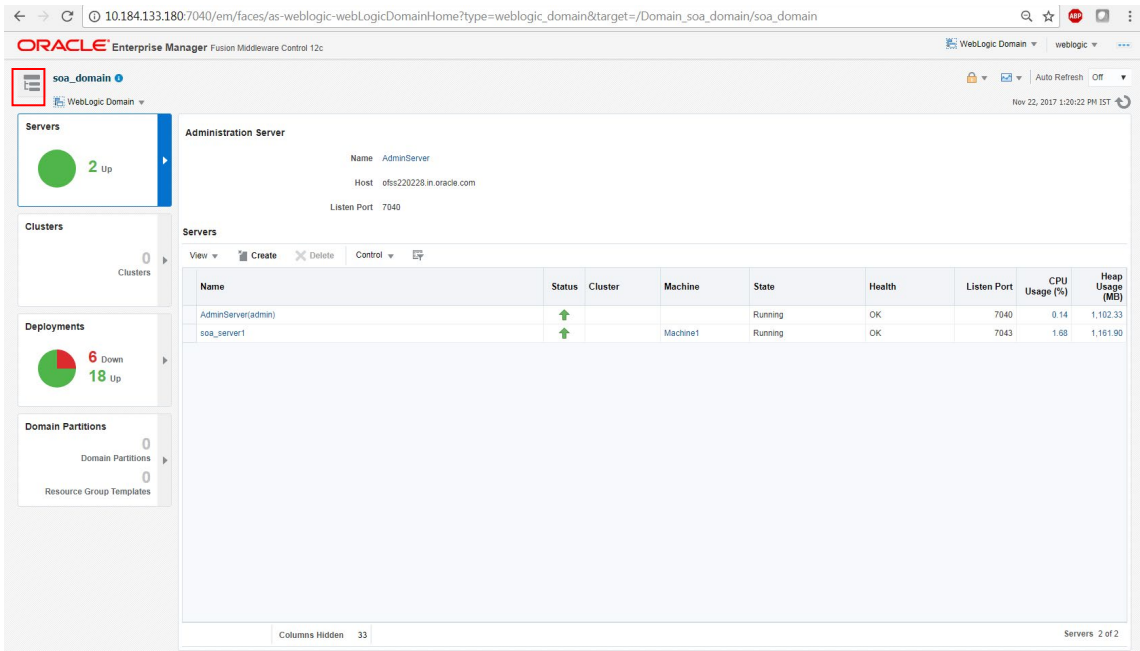 10.184.133.180:7040/em/faces/as-weblogic-webLogicDomainHome?type=weblogic_domain&target=/Domain_soa_domain/soa_domain
ABP
ORACLE Enterprise Manager Fusion Middleware Control 12c
WebLogic Domain
weblogic
soa_domain
Auto Refresh Off
WebLogic Domain
Nov 22, 2017 1:20:22 PM IST
Servers
2 Up
Clusters
0
Clusters
Deployments
6 Down
18 Up
Domain Partitions
0
Domain Partitions
0
Resource Group Templates
Administration Server
Name AdminServer
Host ofss220228.in.oracle.com
Listen Port 7040
Servers
View Create Delete Control
Name Status Cluster Machine State Health Listen Port CPU Usage (%) Heap Usage (MB)
AdminServer(admin) Running OK 7040 0.14 1,102.33
soa_server1 Machine1 Running OK 7043 1.68 1,161.90
Columns Hidden 33
Servers 2 of 2